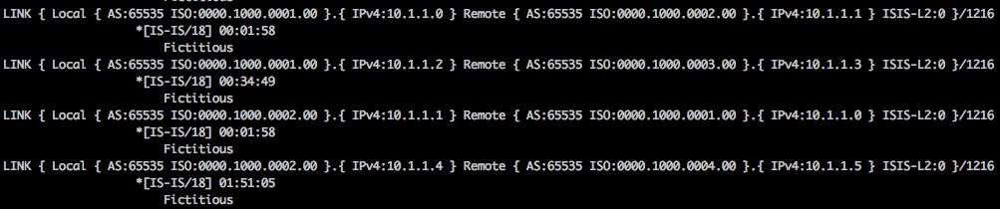 LINK { Local { AS:65535 ISO:0000.1000.0001.00 }.{ IPv4:10.1.1.0 } Remote { AS:65535 ISO:0000.1000.0002.00 }.{ IPv4:10.1.1.1 } ISIS-L2:0 }/1216
*[IS-IS/18] 00:01:58
Fictitious
LINK { Local { AS:65535 ISO:0000.1000.0001.00 }.{ IPv4:10.1.1.2 } Remote { AS:65535 ISO:0000.1000.0003.00 }.{ IPv4:10.1.1.3 } ISIS-L2:0 }/1216
*[IS-IS/18] 00:34:49
Fictitious
LINK { Local { AS:65535 ISO:0000.1000.0002.00 }.{ IPv4:10.1.1.1 } Remote { AS:65535 ISO:0000.1000.0001.00 }.{ IPv4:10.1.1.0 } ISIS-L2:0 }/1216
*[IS-IS/18] 00:01:58
Fictitious
LINK { Local { AS:65535 ISO:0000.1000.0002.00 }.{ IPv4:10.1.1.4 } Remote { AS:65535 ISO:0000.1000.0004.00 }.{ IPv4:10.1.1.5 } ISIS-L2:0 }/1216
*[IS-IS/18] 01:51:05
Fictitious